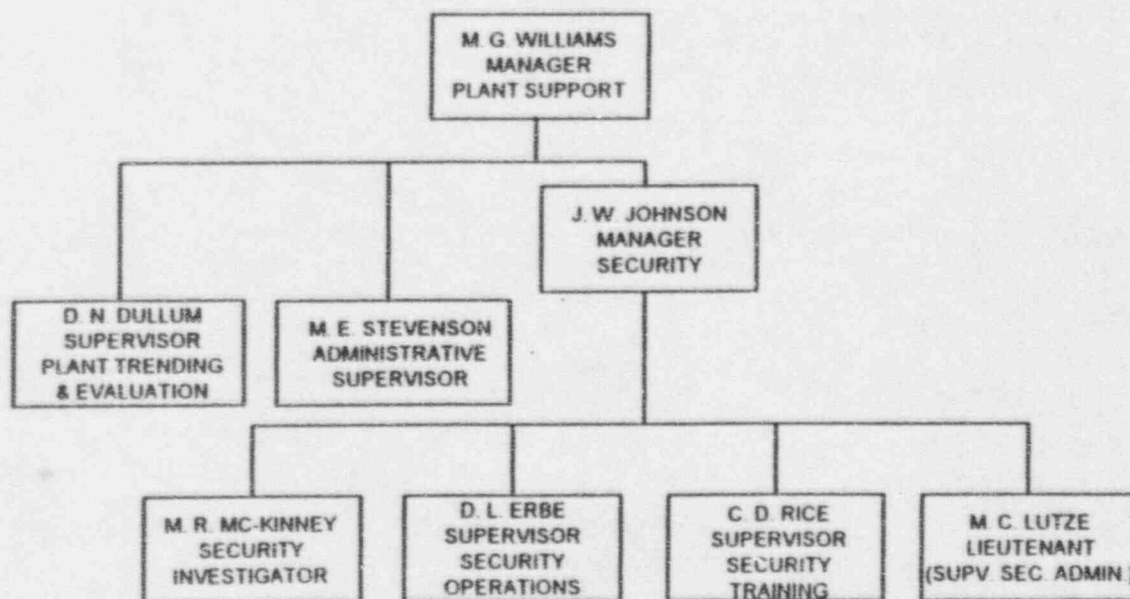 M. G. WILLIAMS
MANAGER
PLANT SUPPORT
J. W. JOHNSON
MANAGER
SECURITY
D. N. DULLUM
SUPERVISOR
PLANT TRENDING
& EVALUATION
M. E. STEVENSON
ADMINISTRATIVE
SUPERVISOR
M. R. MC-KINNEY
SECURITY
INVESTIGATOR
D. L. ERBE
SUPERVISOR
SECURITY
OPERATIONS
C. D. RICE
SUPERVISOR
SECURITY
TRAINING
M. C. LUTZE
LIEUTENANT
(SUPV. SEC. ADMIN.)